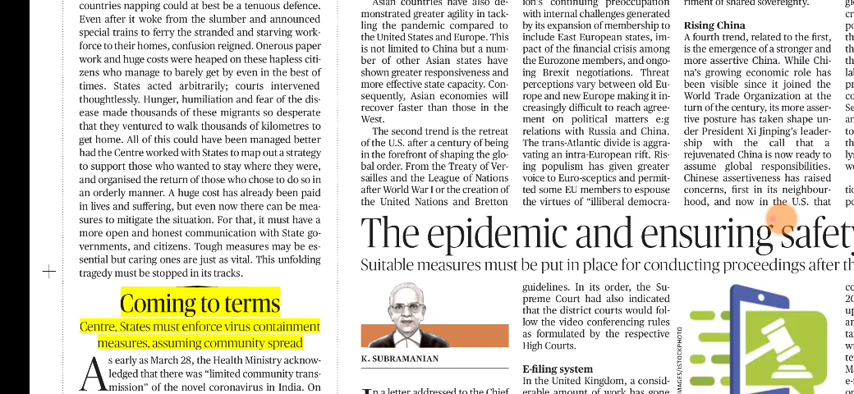 countries napping could at best be a tenuous defence.
Even after it woke from the slumber and announced
special trains to ferry the stranded and starving work-
force to their homes, confusion reigned. Onerous paper
work and huge costs were heaped on these hapless citi-
zens who manage to barely get by even in the best of
times. States acted arbitrarily; courts intervened
thoughtlessly. Hunger, humiliation and fear of the dis-
ease made thousands of these migrants so desperate
that they ventured to walk thousands of kilometres to
get home. All of this could have been managed better
had the Centre worked with States to map out a strategy
to support those who wanted to stay where they were,
and organised the return of those who chose to do so in
an orderly manner. A huge cost has already been paid
in lives and suffering, but even now there can be mea-
sures to mitigate the situation. For that, it must have a
more open and honest communication with State go-
vernments, and citizens. Tough measures may be es-
sential but caring ones are just as vital. This unfolding
tragedy must be stopped in its tracks.
Coming to terms
Centre, States must enforce virus containment
measures, assuming community spread
As early as March 28, the Health Ministry acknow-
ledged that there was “limited community trans-
mission” of the novel coronavirus in India. On
Asian countries have also de-
monstrated greater agility in tack-
ling the pandemic compared to
the United States and Europe. This
is not limited to China but a num-
ber of other Asian states have
shown greater responsiveness and
more effective state capacity. Con-
sequently, Asian economies will
recover faster than those in the
West.
The second trend is the retreat
of the U.S. after a century of being
in the forefront of shaping the glo-
bal order. From the Treaty of Ver-
sailles and the League of Nations
after World War I or the creation of
the United Nations and Bretton
ion's continuing preoccupation
with internal challenges generated
by its expansion of membership to
include East European states, im-
pact of the financial crisis among
the Eurozone members, and ongo-
ing Brexit negotiations. Threat
perceptions vary between old Eu-
rope and new Europe making it in-
creasingly difficult to reach agree-
ment on political matters e:g
relations with Russia and China.
The trans-Atlantic divide is aggra-
vating an intra-European rift. Ris-
ing populism has given greater
voice to Euro-sceptics and permit-
ted some EU members to espouse
the virtues of “illiberal democra-
ment of shared sovereignty.
Rising China
A fourth trend, related to the first,
is the emergence of a stronger and
more assertive China. While Chi-
na's growing economic role has
been visible since it joined the
World Trade Organization at the
turn of the century, its more asser-
tive posture has taken shape un-
der President Xi Jinping's leader-
ship with the call that a
rejuvenated China is now ready to
assume global responsibilities.
Chinese assertiveness has raised
concerns, first in its neighbour-
hood, and now in the U.S. that
The epidemic and ensuring safety
Suitable measures must be put in place for conducting proceedings after th
K. SUBRAMANIAN
In a letter addressed to the Chief
guidelines. In its order, the Su-
preme Court had also indicated
that the district courts would fol-
low the video conferencing rules
as formulated by the respective
High Courts.
E-filing system
In the United Kingdom, a consid-
erable amount of work has gone
IMAGES/ISTOCKPHOTO